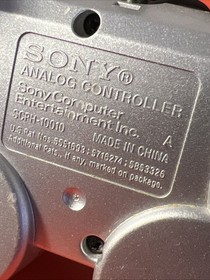 SONY®
ANALOG CONTROLLER
Sony Computer
Entertainment Inc. A
SCPH-10010 MADE IN CHINA
U.S. Pat. Nos. 5551693; 5716274; 5853326
Additional Pats., if any, marked on package.